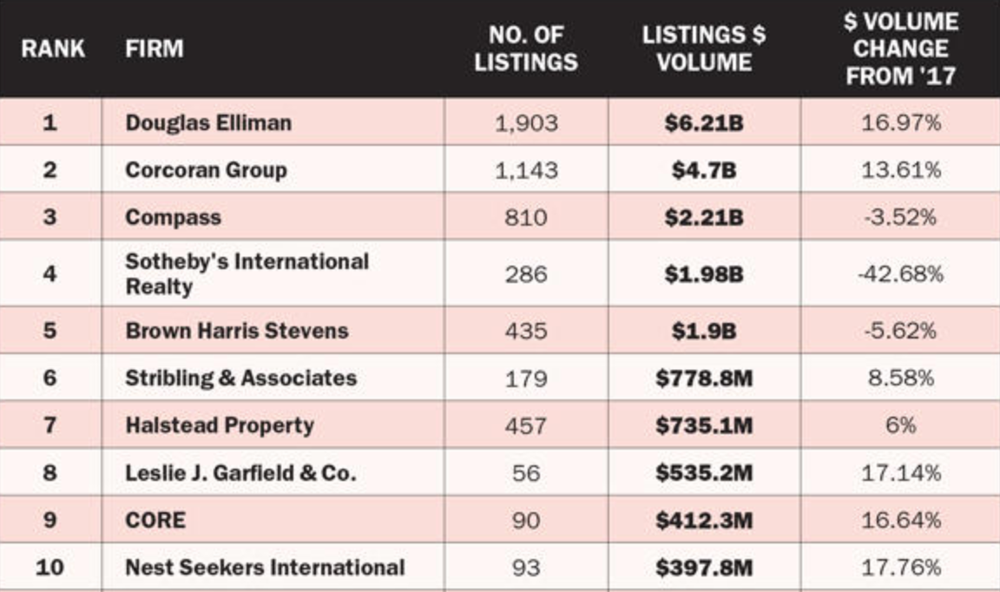 RANK FIRM NO. OF LISTINGS LISTINGS $ VOLUME $ VOLUME CHANGE FROM '17
1 Douglas Elliman 1,903 $6.21B 16.97%
2 Corcoran Group 1,143 $4.7B 13.61%
3 Compass 810 $2.21B -3.52%
4 Sotheby's International Realty 286 $1.98B -42.68%
5 Brown Harris Stevens 435 $1.9B -5.62%
6 Stribling & Associates 179 $778.8M 8.58%
7 Halstead Property 457 $735.1M 6%
8 Leslie J. Garfield & Co. 56 $535.2M 17.14%
9 CORE 90 $412.3M 16.64%
10 Nest Seekers International 93 $397.8M 17.76%